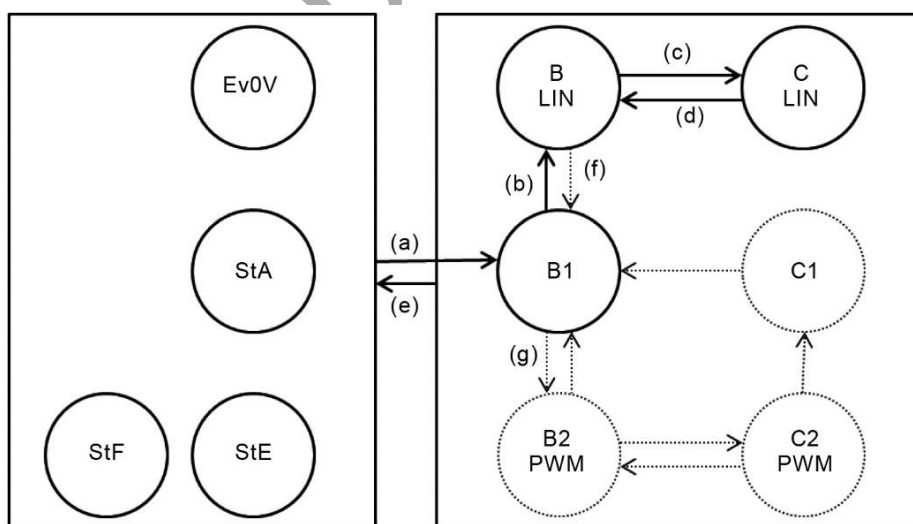 Ev0V
B
LIN
(c)
C
LIN
(d)
(b)
(f)
StA
(a)
(e)
B1
C1
(g)
StF
StE
B2
PWM
C2
PWM